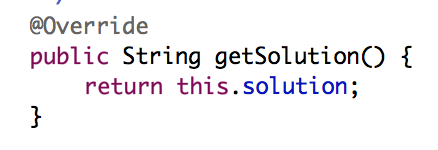 @Override
public String getSolution() {
    return this.solution;
}